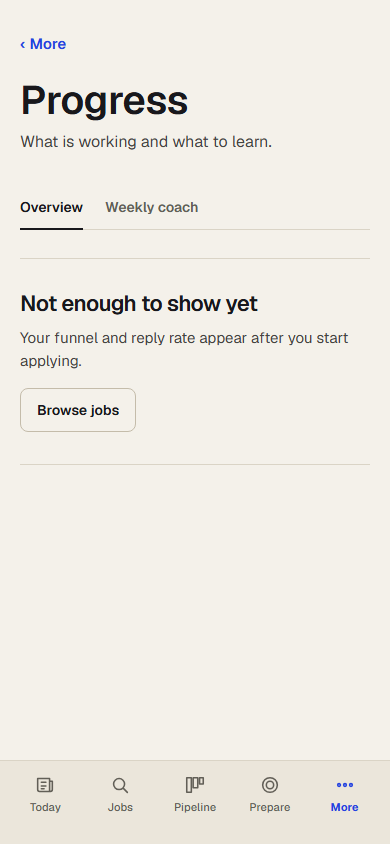 ‹ More
Progress
What is working and what to learn.
Overview
Weekly coach
Not enough to show yet
Your funnel and reply rate appear after you start
applying.
Browse jobs
Today
Jobs
Pipeline
Prepare
More